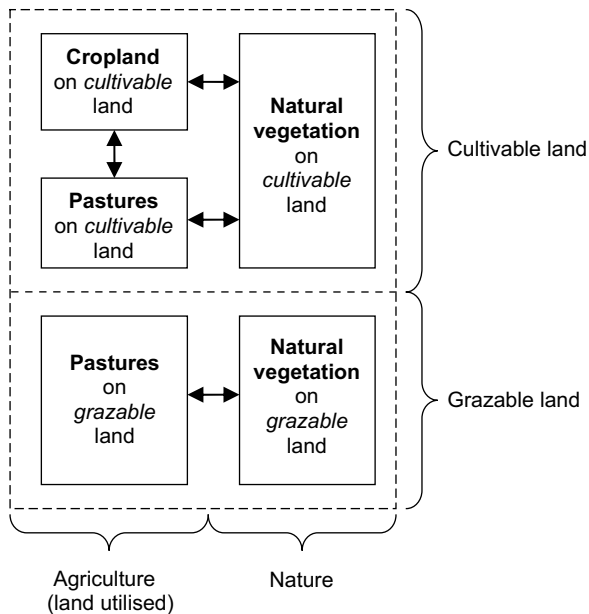 Cropland
on cultivable
land
Natural
vegetation
on
cultivable
land
Pastures
on cultivable
land
Cultivable land
Pastures
on
grazable
land
Natural
vegetation
on
grazable
land
Grazable land
Agriculture
(land utilised)
Nature